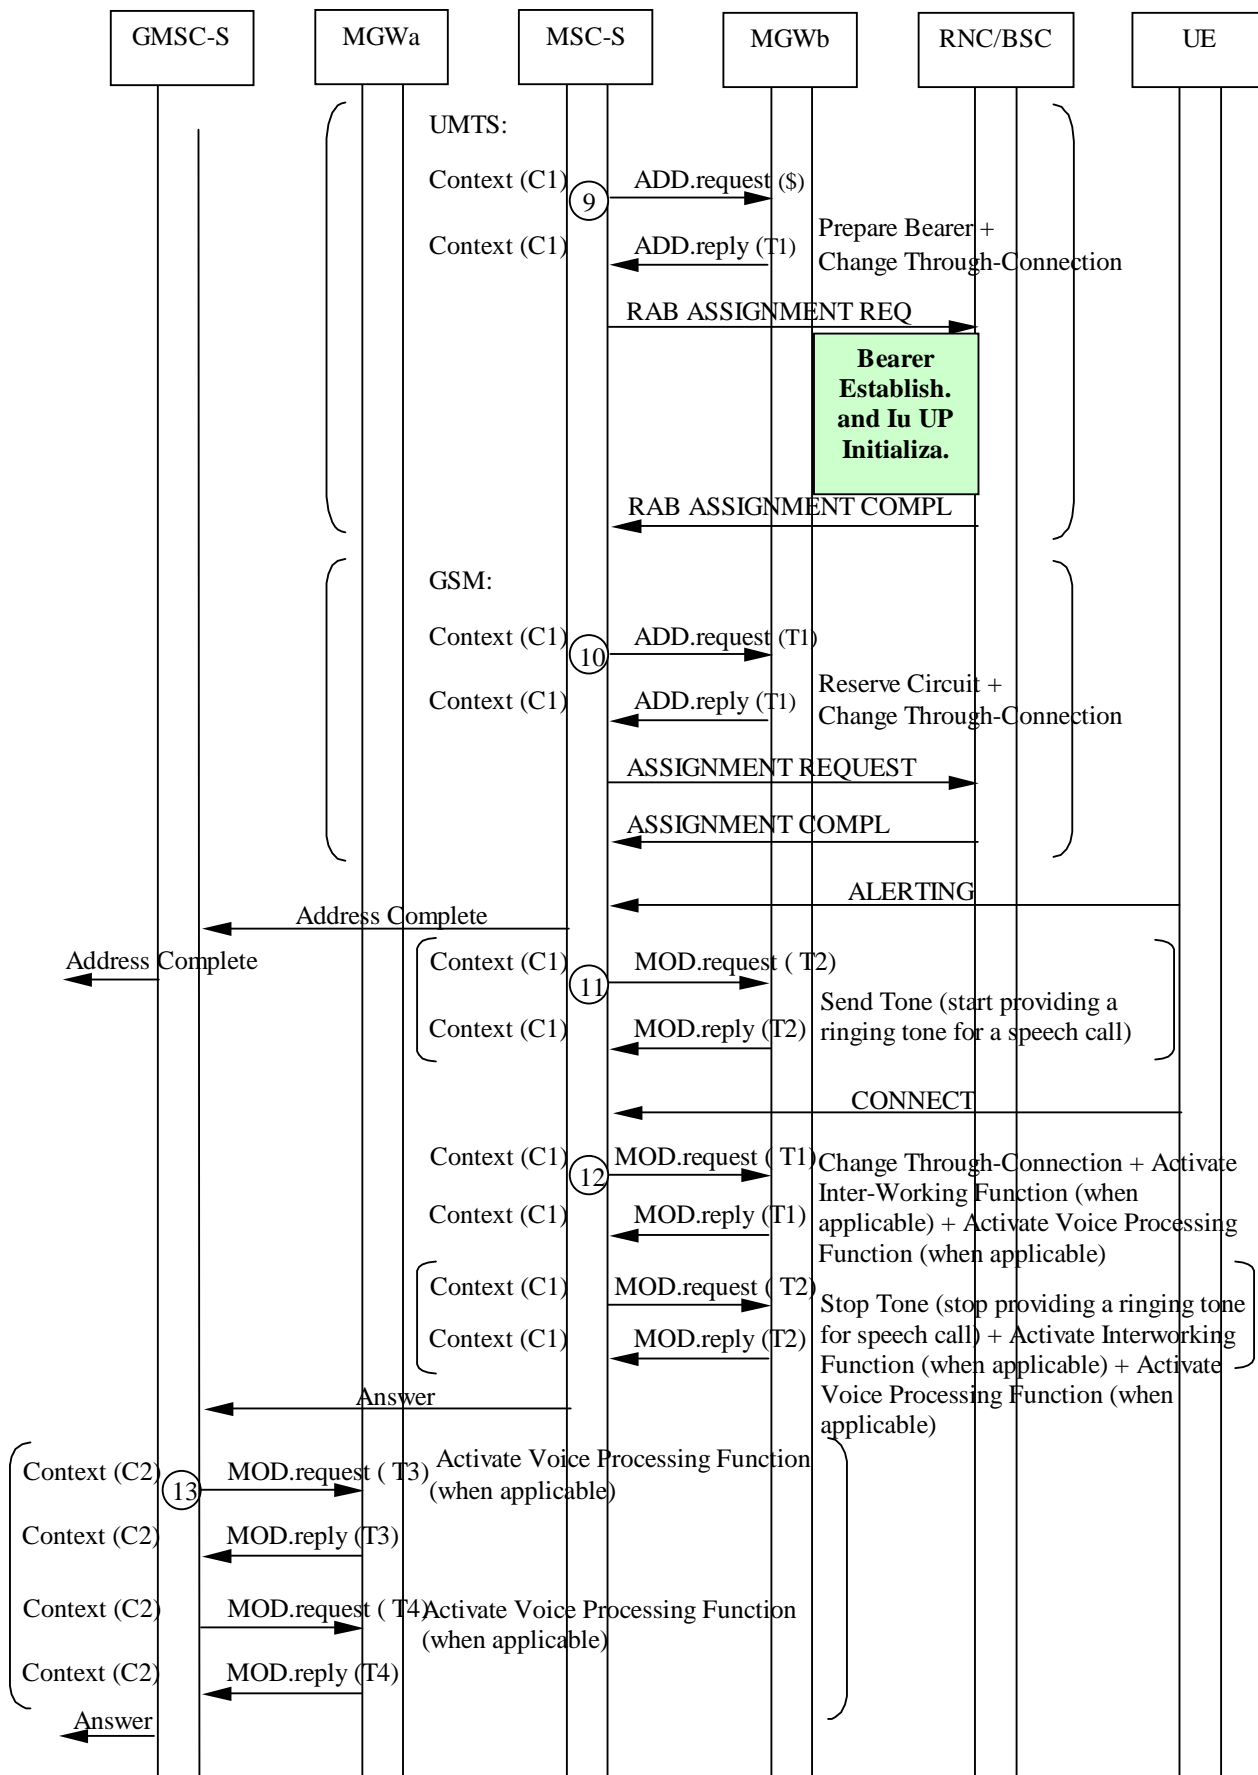 GMSC-S
MGWa
MSC-S
MGWb
RNC/BSC
UE
UMTS:
Context (C1)
9
ADD.request ($)
Context (C1)
ADD.reply (T1)
Prepare Bearer +
Change Through-Connection
RAB ASSIGNMENT REQ
Bearer
Establish.
and Iu UP
Initializa.
RAB ASSIGNMENT COMPL
GSM:
Context (C1)
10
ADD.request (T1)
Context (C1)
ADD.reply (T1)
Reserve Circuit +
Change Through-Connection
ASSIGNMENT REQUEST
ASSIGNMENT COMPL
ALERTING
Address Complete
Address Complete
Context (C1)
11
MOD.request ( T2)
Context (C1)
MOD.reply (T2)
Send Tone (start providing a
ringing tone for a speech call)
CONNECT
Context (C1)
12
MOD.request ( T1)
Context (C1)
MOD.reply (T1)
Change Through-Connection + Activate
Inter-Working Function (when
applicable) + Activate Voice Processing
Function (when applicable)
Context (C1)
MOD.request ( T2)
Context (C1)
MOD.reply (T2)
Stop Tone (stop providing a ringing tone
for speech call) + Activate Interworking
Function (when applicable) + Activate
Voice Processing Function (when
applicable)
Answer
Context (C2)
13
MOD.request ( T3)
Activate Voice Processing Function
(when applicable)
Context (C2)
MOD.reply (T3)
Context (C2)
MOD.request ( T4)
Activate Voice Processing Function
(when applicable)
Context (C2)
MOD.reply (T4)
Answer